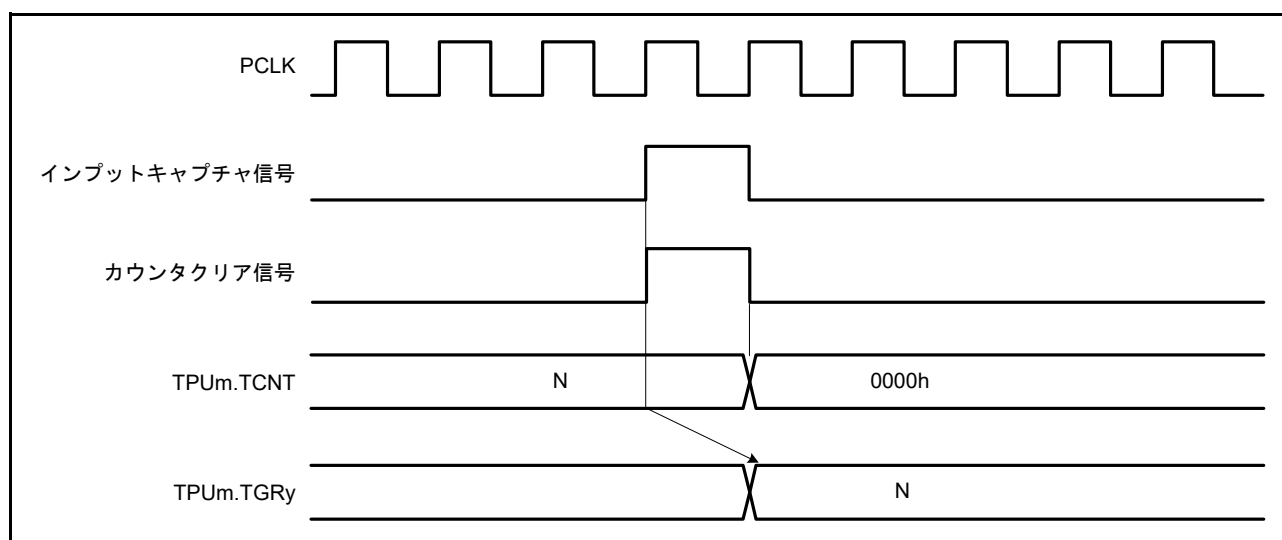 PCLK
インプットキャプチャ信号
カウンタクリア信号
TPUm.TCNT
N
0000h
TPUm.TGRy
N